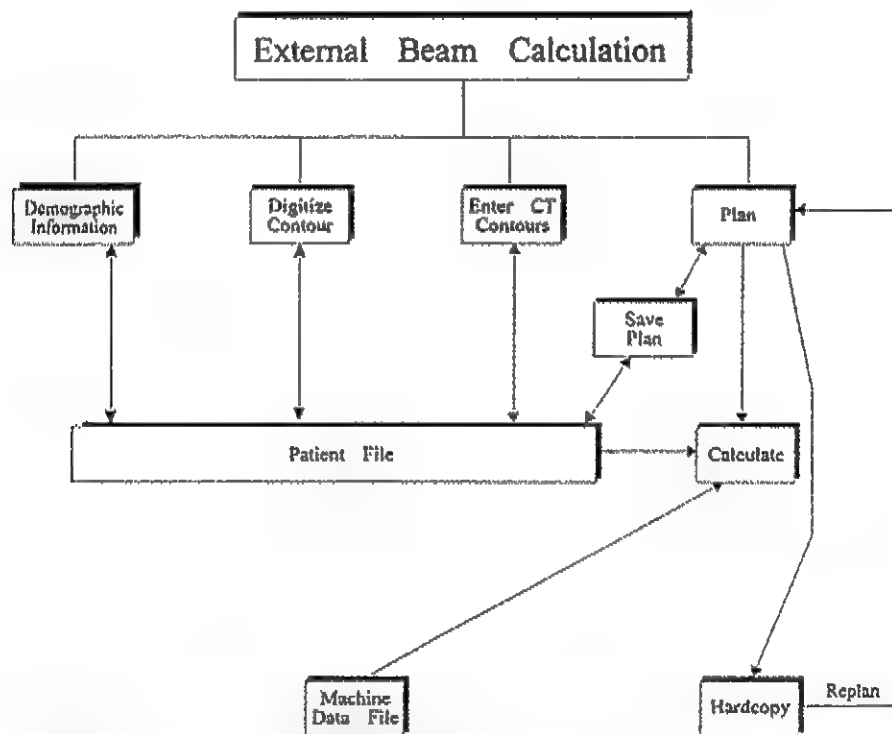 External Beam Calculation
Demographic
Information
Digitize
Contour
Enter CT
Contours
Plan
Save
Plan
Patient File
Calculate
Machine
Data File
Hardcopy
Replan